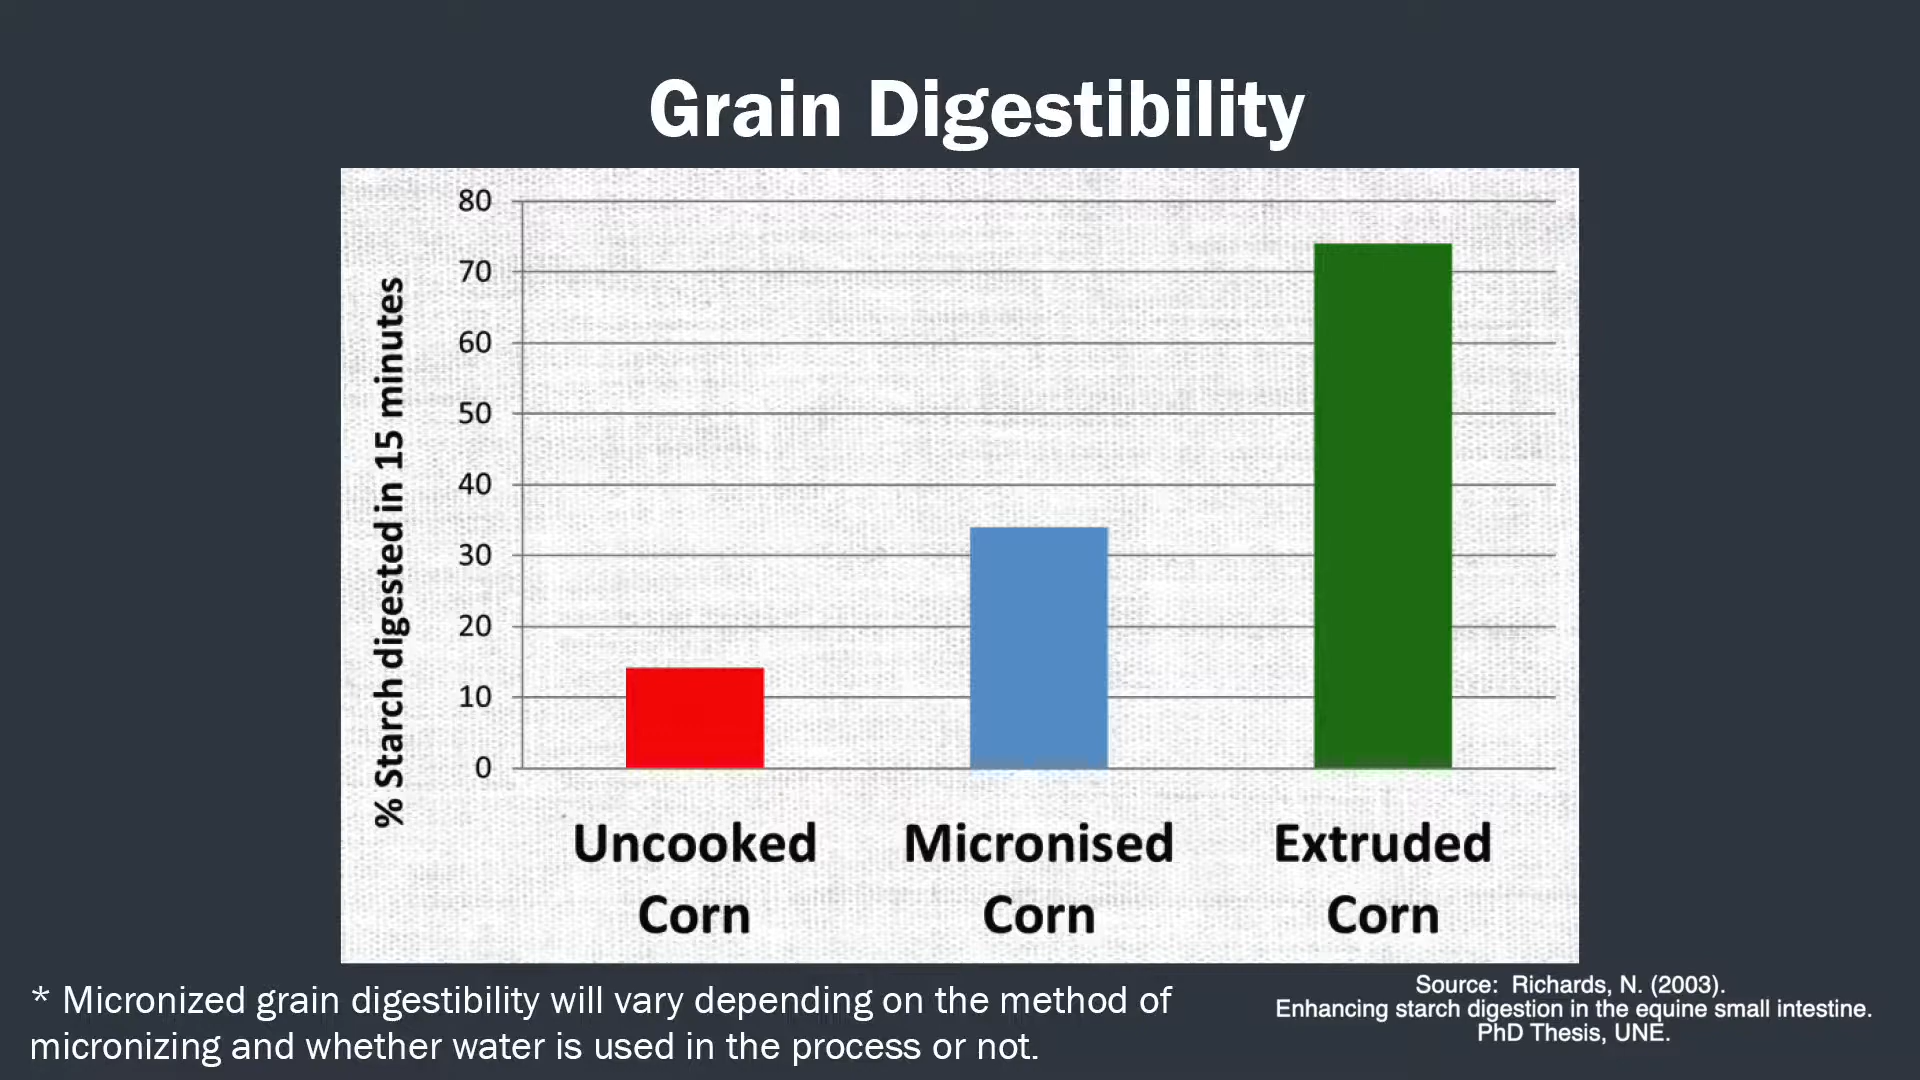 Grain Digestibility
80
70
60
50
40
30
20
10
0
% Starch digested in 15 minutes
Uncooked Corn
Micronised Corn
Extruded Corn
* Micronized grain digestibility will vary depending on the method of
micronizing and whether water is used in the process or not.
Source: Richards, N. (2003).
Enhancing starch digestion in the equine small intestine.
PhD Thesis, UNE.